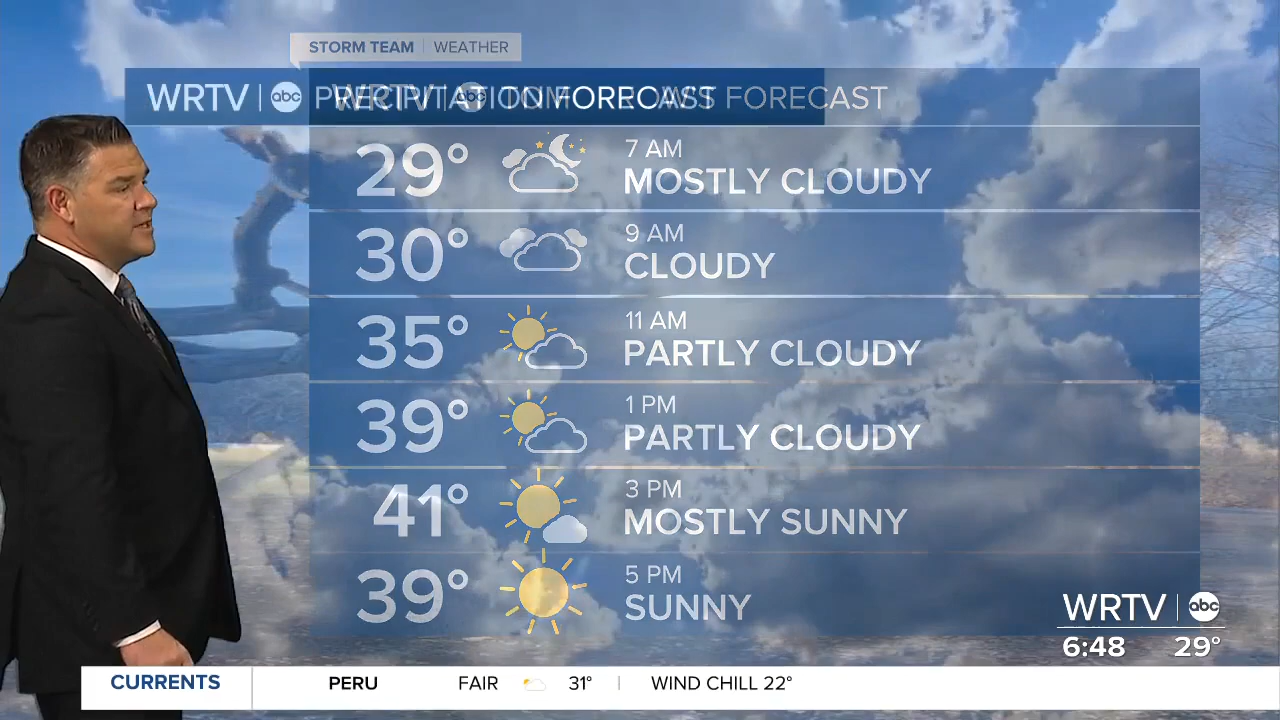 STORM TEAM | WEATHER
WRTV | abc
FORECAST
29° 7 AM
MOSTLY CLOUDY
30° 9 AM
CLOUDY
35° 11 AM
PARTLY CLOUDY
39° 1 PM
PARTLY CLOUDY
41° 3 PM
MOSTLY SUNNY
39° 5 PM
SUNNY
WRTV | abc
6:48 29°
CURRENTS PERU FAIR 31° | WIND CHILL 22°